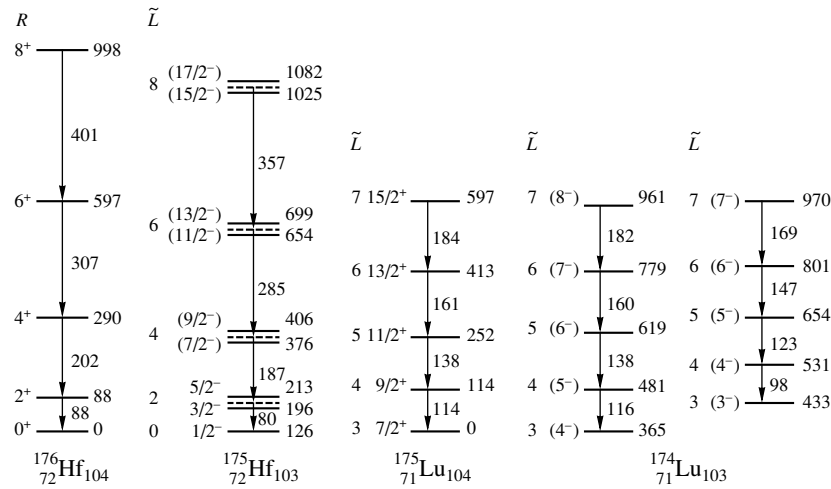 R
8⁺ 998
401
6⁺ 597
307
4⁺ 290
202
2⁺ 88
88
0⁺ 0
¹⁷⁶₇₂Hf₁₀₄
L̃
8 (17/2⁻) 1082
(15/2⁻) 1025
357
6 (13/2⁻) 699
(11/2⁻) 654
285
4 (9/2⁻) 406
(7/2⁻) 376
187
2 5/2⁻ 213
3/2⁻ 196
80
0 1/2⁻ 126
¹⁷⁵₇₂Hf₁₀₃
L̃
7 15/2⁺ 597
184
6 13/2⁺ 413
161
5 11/2⁺ 252
138
4 9/2⁺ 114
114
3 7/2⁺ 0
¹⁷⁵₇₁Lu₁₀₄
L̃
7 (8⁻) 961
182
6 (7⁻) 779
160
5 (6⁻) 619
138
4 (5⁻) 481
116
3 (4⁻) 365
L̃
7 (7⁻) 970
169
6 (6⁻) 801
147
5 (5⁻) 654
123
4 (4⁻) 531
98
3 (3⁻) 433
¹⁷⁴₇₁Lu₁₀₃